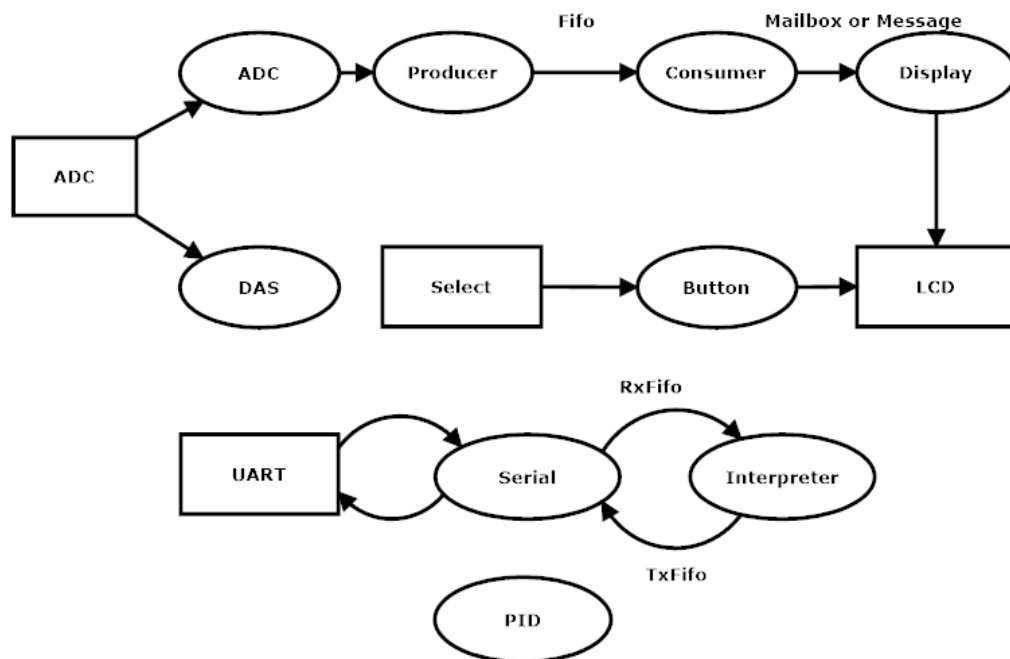 Fifo
Mailbox or Message
ADC
Producer
Consumer
Display
ADC
DAS
Select
Button
LCD
RxFifo
UART
Serial
Interpreter
TxFifo
PID